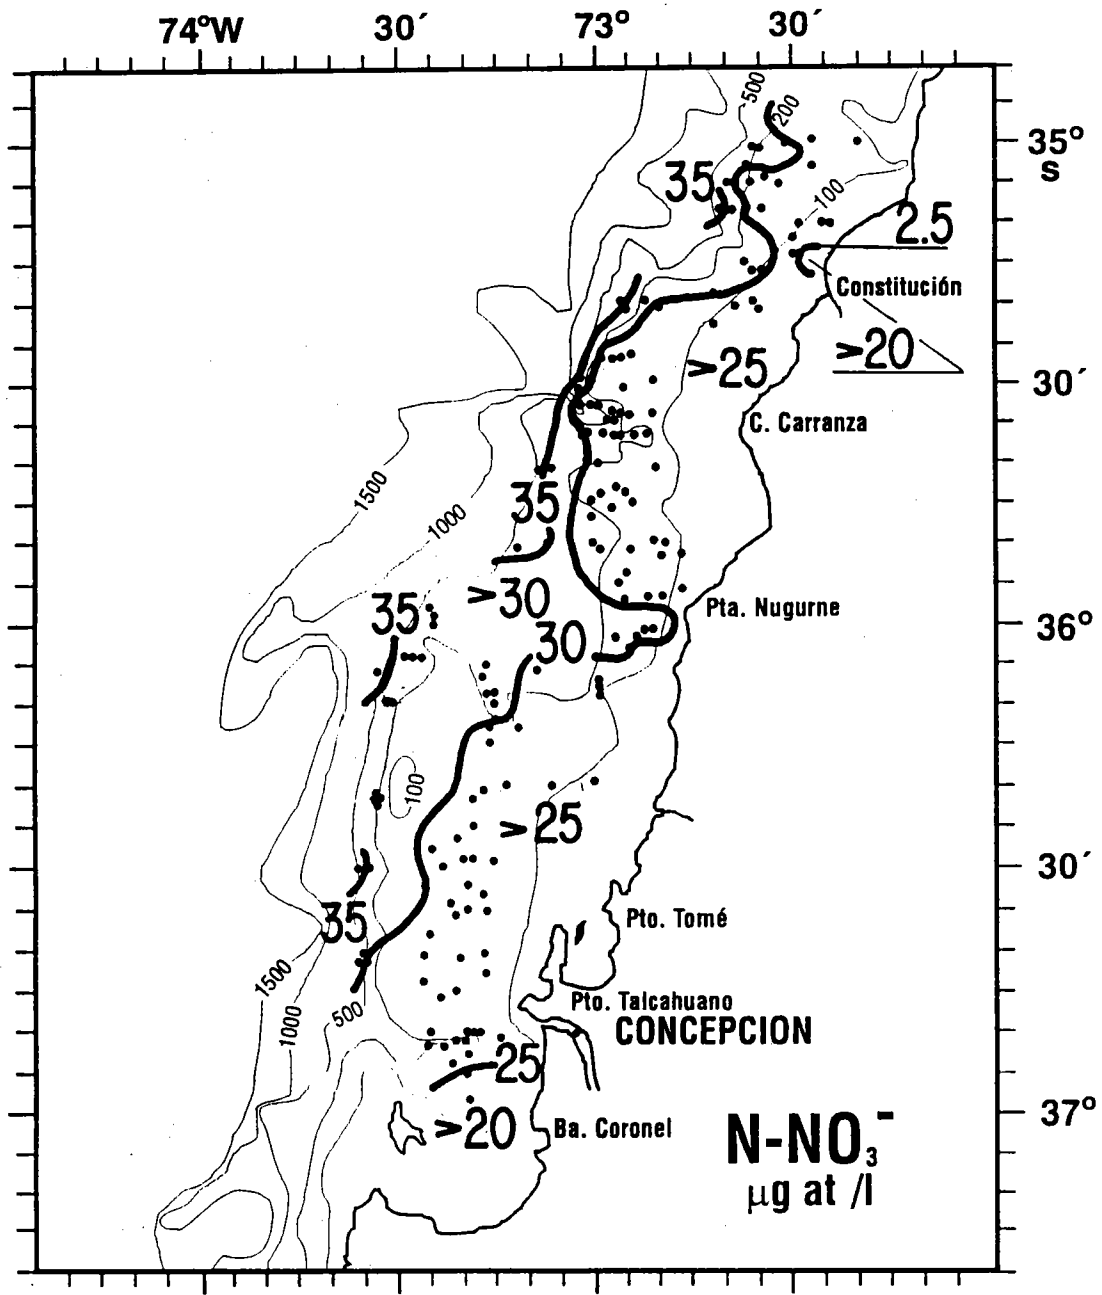 74°W 30´ 73° 30´
500
200
35°
S
35
100
2.5
Constitución
>20
>25
30´
C. Carranza
1500
35
1000
>30
35
Pta. Nugurne
36°
30
100
>25
30´
35
Pto. Tomé
1500
Pto. Talcahuano
500
1000
CONCEPCION
25
>20
Ba. Coronel
37°
N-NO₃⁻
µg at /l